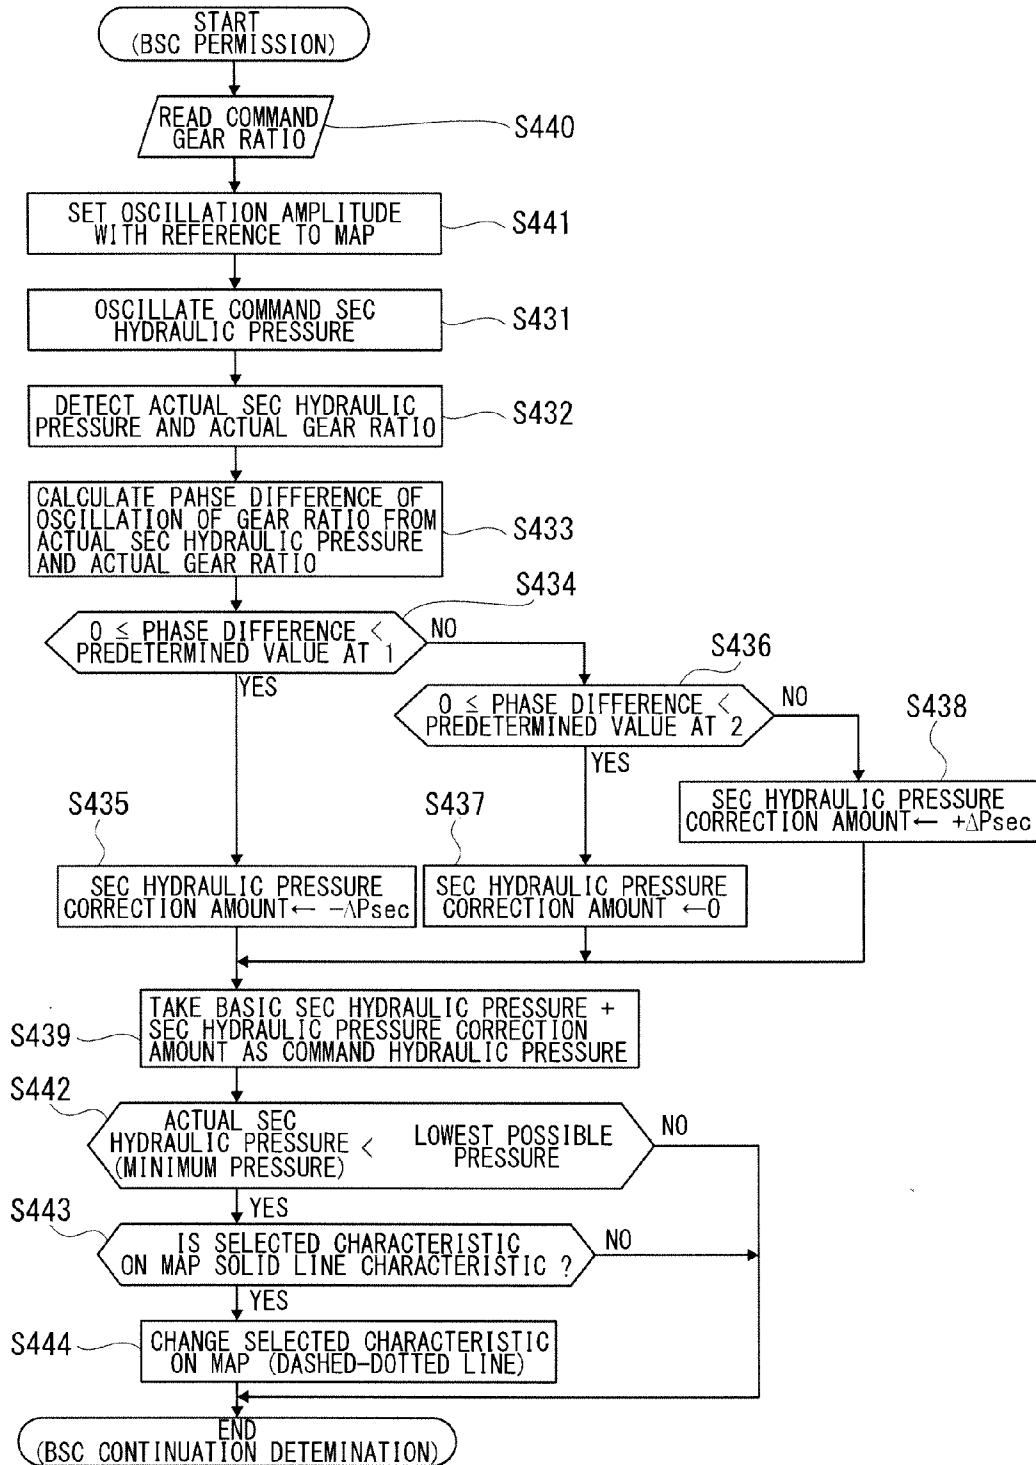 START
(BSC PERMISSION)
READ COMMAND
GEAR RATIO
S440
SET OSCILLATION AMPLITUDE
WITH REFERENCE TO MAP
S441
OSCILLATE COMMAND SEC
HYDRAULIC PRESSURE
S431
DETECT ACTUAL SEC HYDRAULIC
PRESSURE AND ACTUAL GEAR RATIO
S432
CALCULATE PAHSE DIFFERENCE OF
OSCILLATION OF GEAR RATIO FROM
ACTUAL SEC HYDRAULIC PRESSURE
AND ACTUAL GEAR RATIO
S433
S434
0 ≤ PHASE DIFFERENCE <
PREDETERMINED VALUE AT 1
NO
YES
S436
0 ≤ PHASE DIFFERENCE <
PREDETERMINED VALUE AT 2
NO
YES
S438
SEC HYDRAULIC PRESSURE
CORRECTION AMOUNT← +ΔPsec
S435
SEC HYDRAULIC PRESSURE
CORRECTION AMOUNT← -ΔPsec
S437
SEC HYDRAULIC PRESSURE
CORRECTION AMOUNT ←0
S439
TAKE BASIC SEC HYDRAULIC PRESSURE +
SEC HYDRAULIC PRESSURE CORRECTION
AMOUNT AS COMMAND HYDRAULIC PRESSURE
S442
ACTUAL SEC
HYDRAULIC PRESSURE <
(MINIMUM PRESSURE)
LOWEST POSSIBLE
PRESSURE
NO
YES
S443
IS SELECTED CHARACTERISTIC
ON MAP SOLID LINE CHARACTERISTIC ?
NO
YES
S444
CHANGE SELECTED CHARACTERISTIC
ON MAP (DASHED-DOTTED LINE)
END
(BSC CONTINUATION DETEMINATION)